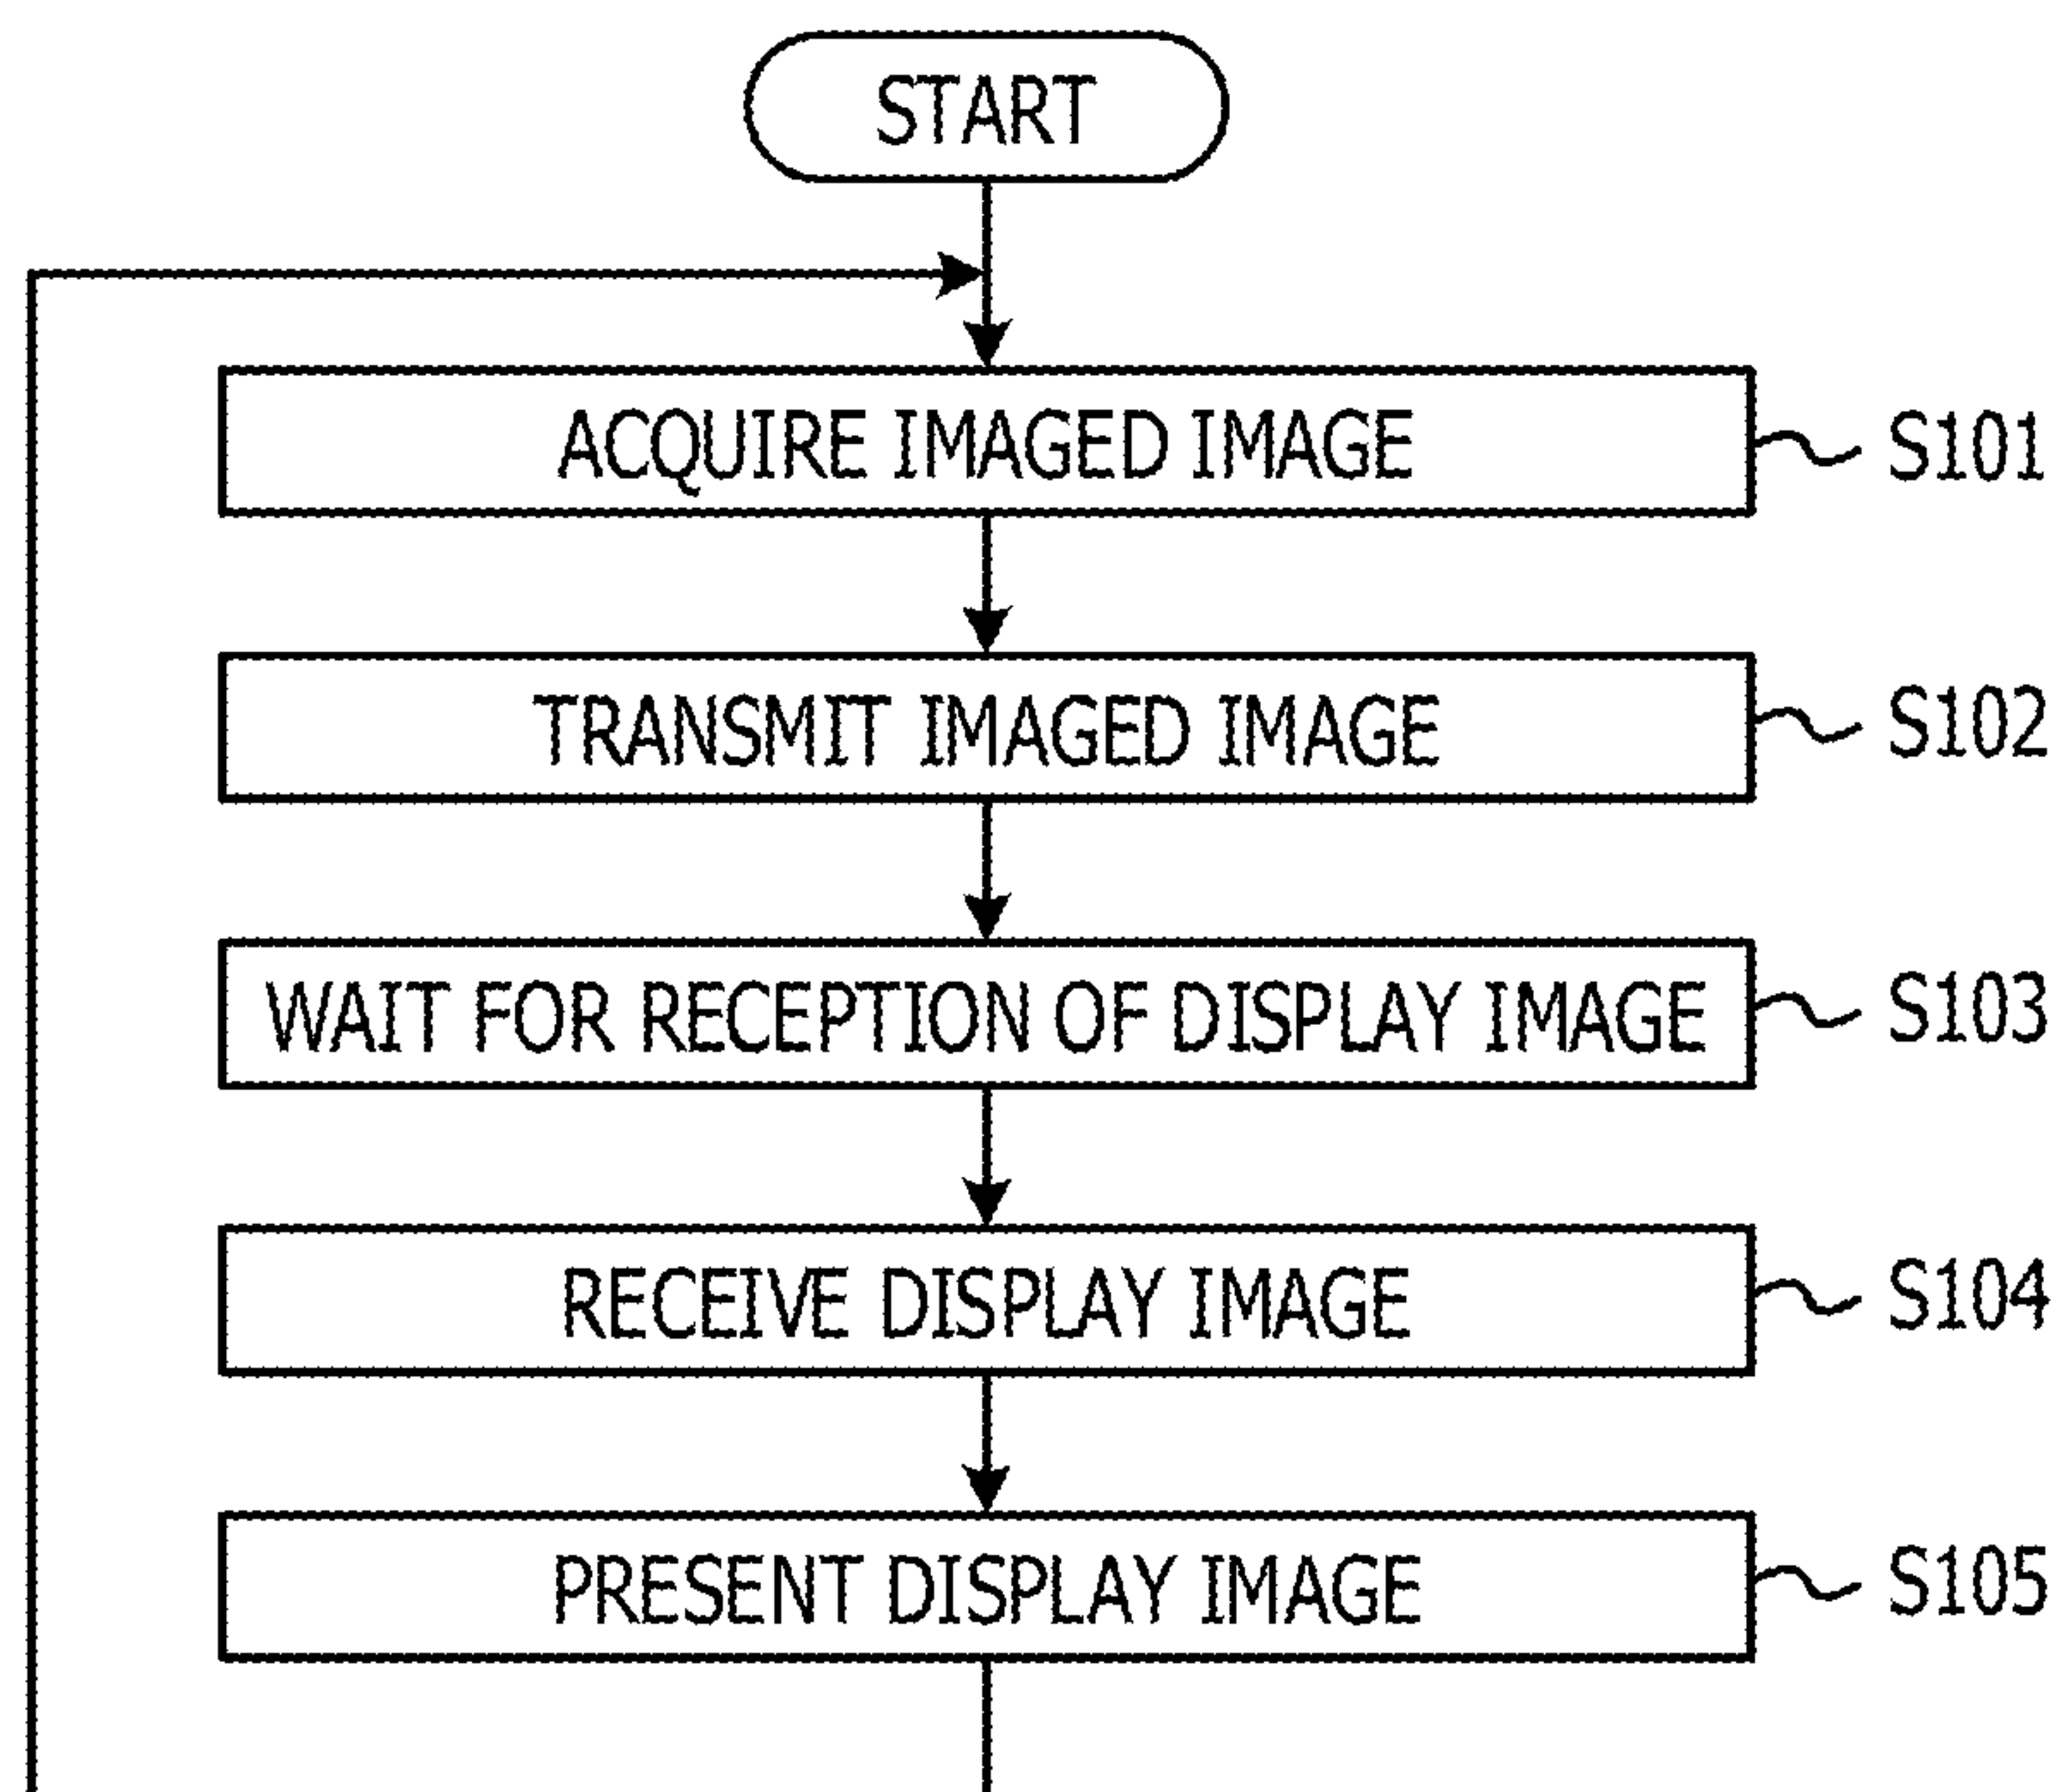 START
ACQUIRE IMAGED IMAGE
S101
TRANSMIT IMAGED IMAGE
S102
WAIT FOR RECEPTION OF DISPLAY IMAGE
S103
RECEIVE DISPLAY IMAGE
S104
PRESENT DISPLAY IMAGE
S105